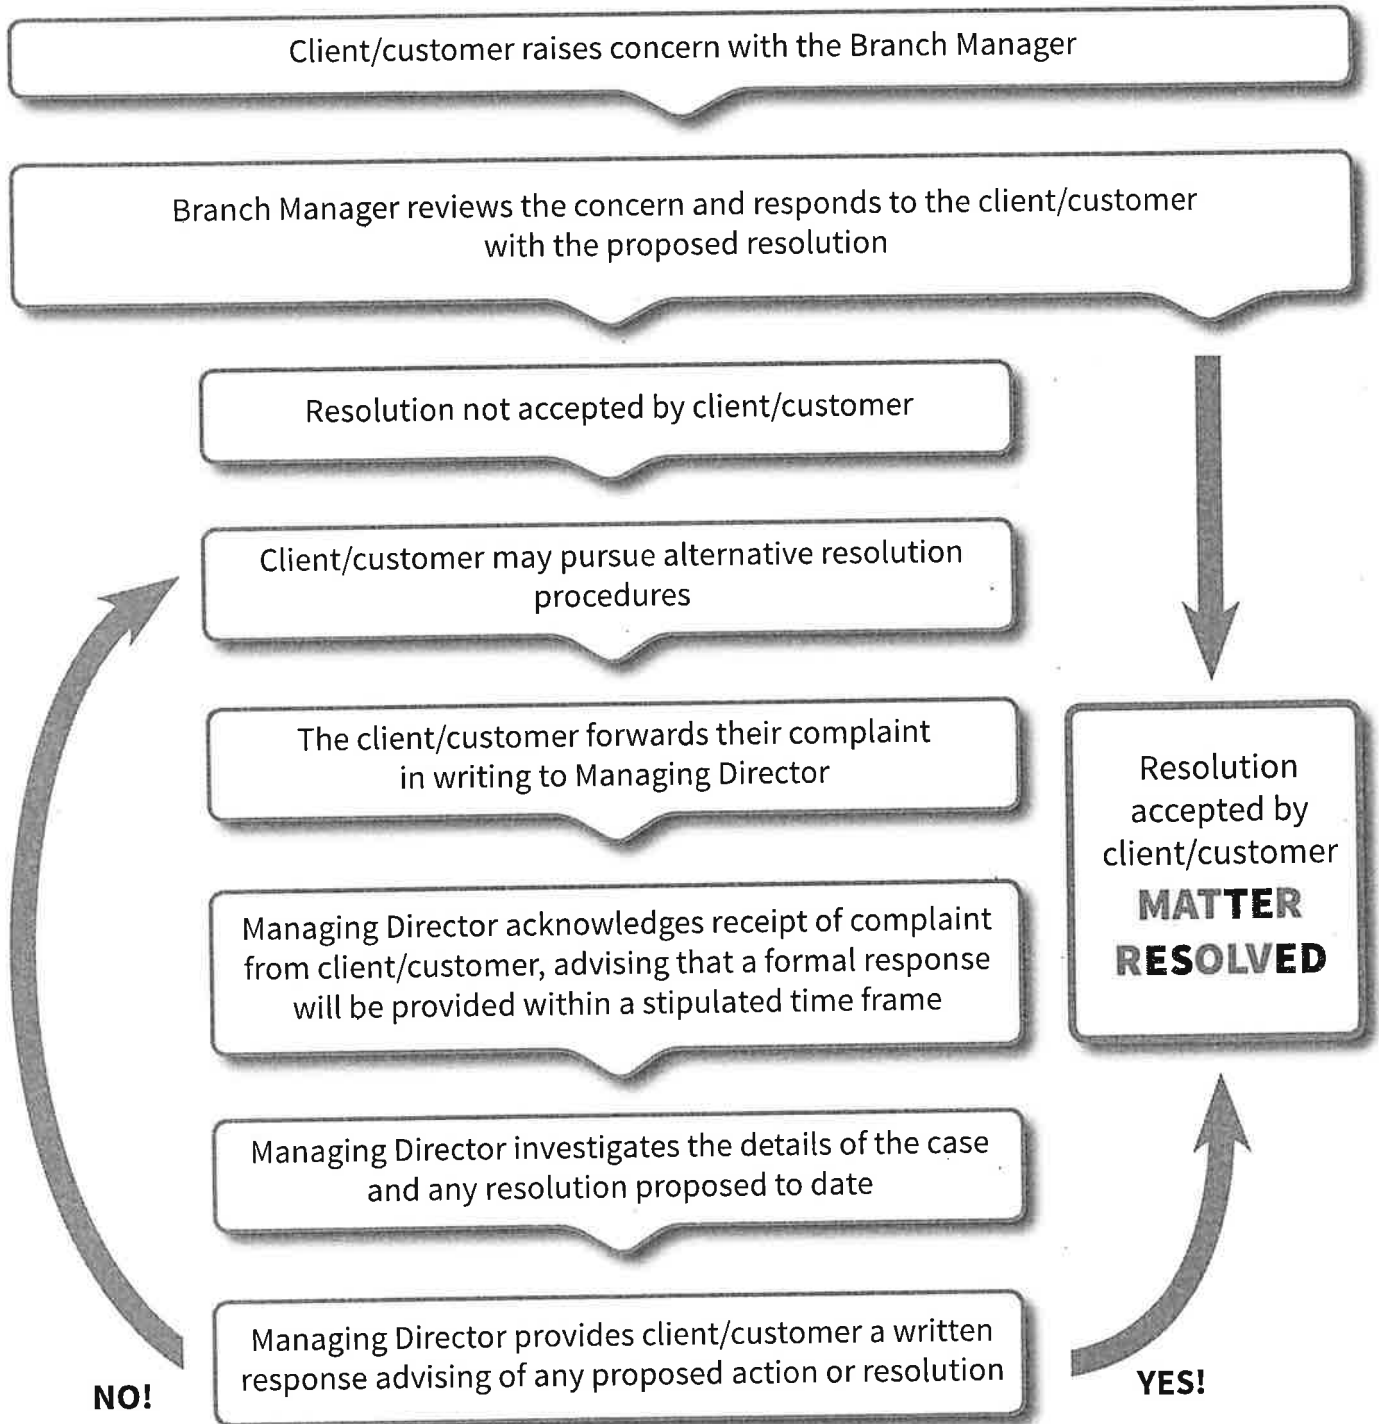 Client/customer raises concern with the Branch Manager
Branch Manager reviews the concern and responds to the client/customer
with the proposed resolution
Resolution not accepted by client/customer
Client/customer may pursue alternative resolution
procedures
The client/customer forwards their complaint
in writing to Managing Director
Managing Director acknowledges receipt of complaint
from client/customer, advising that a formal response
will be provided within a stipulated time frame
Managing Director investigates the details of the case
and any resolution proposed to date
Managing Director provides client/customer a written
response advising of any proposed action or resolution
NO!
YES!
Resolution
accepted by
client/customer
MATTER
RESOLVED